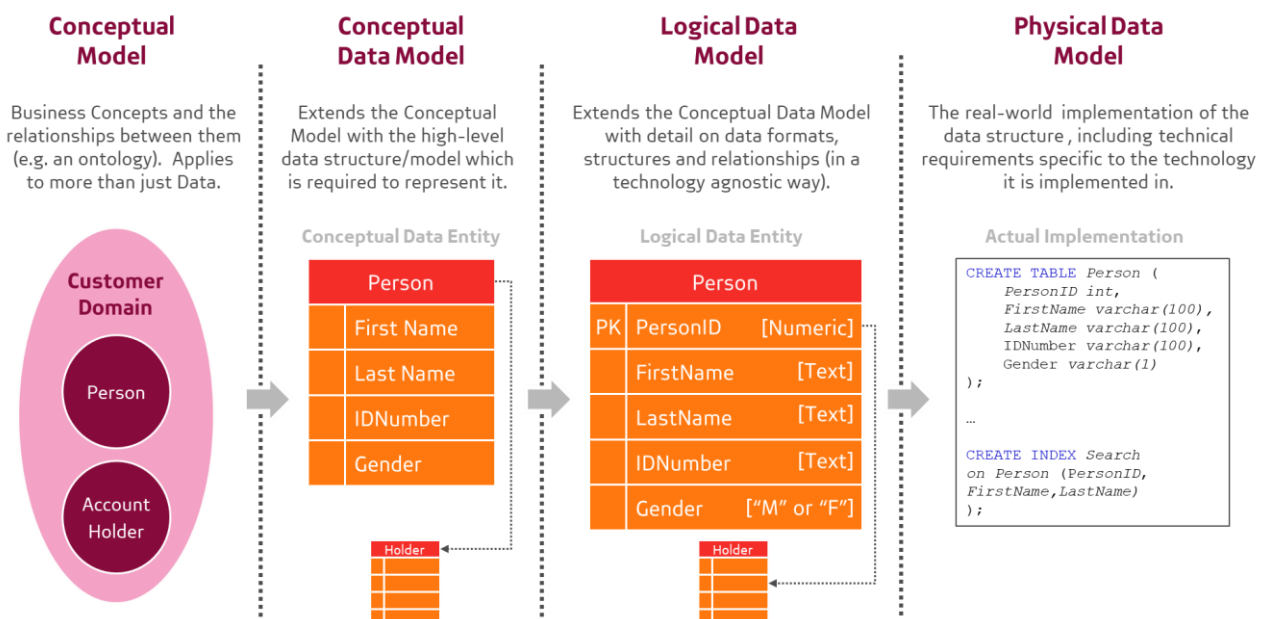 Conceptual
Model
Business Concepts and the
relationships between them
(e.g. an ontology). Applies
to more than just Data.
Customer
Domain
Person
Account
Holder
Conceptual
Data Model
Extends the Conceptual
Model with the high-level
data structure/model which
is required to represent it.
Conceptual Data Entity
Person
First Name
Last Name
IDNumber
Gender
Holder
Logical Data
Model
Extends the Conceptual Data Model
with detail on data formats,
structures and relationships (in a
technology agnostic way).
Logical Data Entity
Person
PK PersonID [Numeric]
FirstName [Text]
LastName [Text]
IDNumber [Text]
Gender ["M" or “F”]
Holder
Physical Data
Model
The real-world implementation of the
data structure , including technical
requirements specific to the technology
it is implemented in.
Actual Implementation
CREATE TABLE Person (
PersonID int,
FirstName varchar(100),
LastName varchar(100),
IDNumber varchar(100),
Gender varchar(1)
);
…
CREATE INDEX Search
on Person (PersonID,
FirstName,LastName)
);